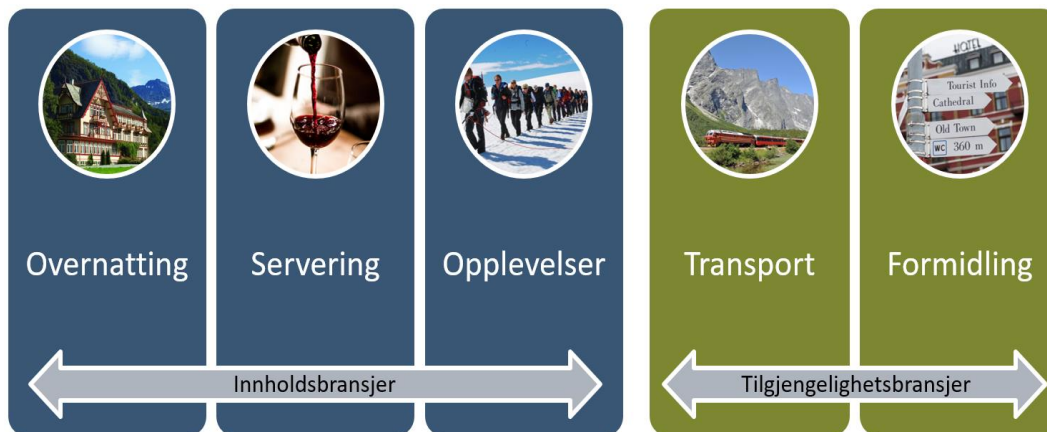 HOTEL
Tourist Info
Cathedral
Old Town
WC 360 m
Overnatting
Servering
Opplevelser
Transport
Formidling
Innholdsbransjer
Tilgjengelighetsbransjer